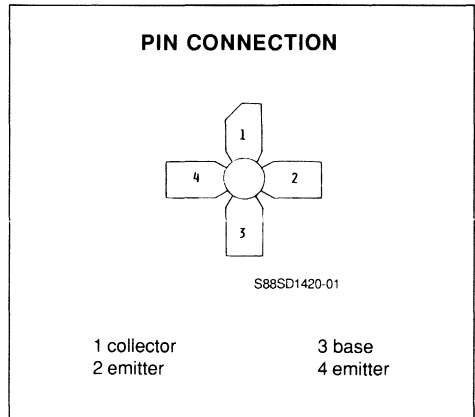 PIN CONNECTION
1
4 2
3
S88SD1420-01
1 collector 3 base
2 emitter 4 emitter